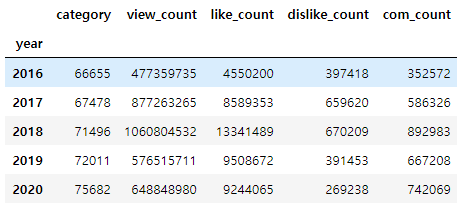 category view_count like_count dislike_count com_count
year
2016 66655 477359735 4550200 397418 352572
2017 67478 877263265 8589353 659620 586326
2018 71496 1060804532 13341489 670209 892983
2019 72011 576515711 9508672 391453 667208
2020 75682 648848980 9244065 269238 742069